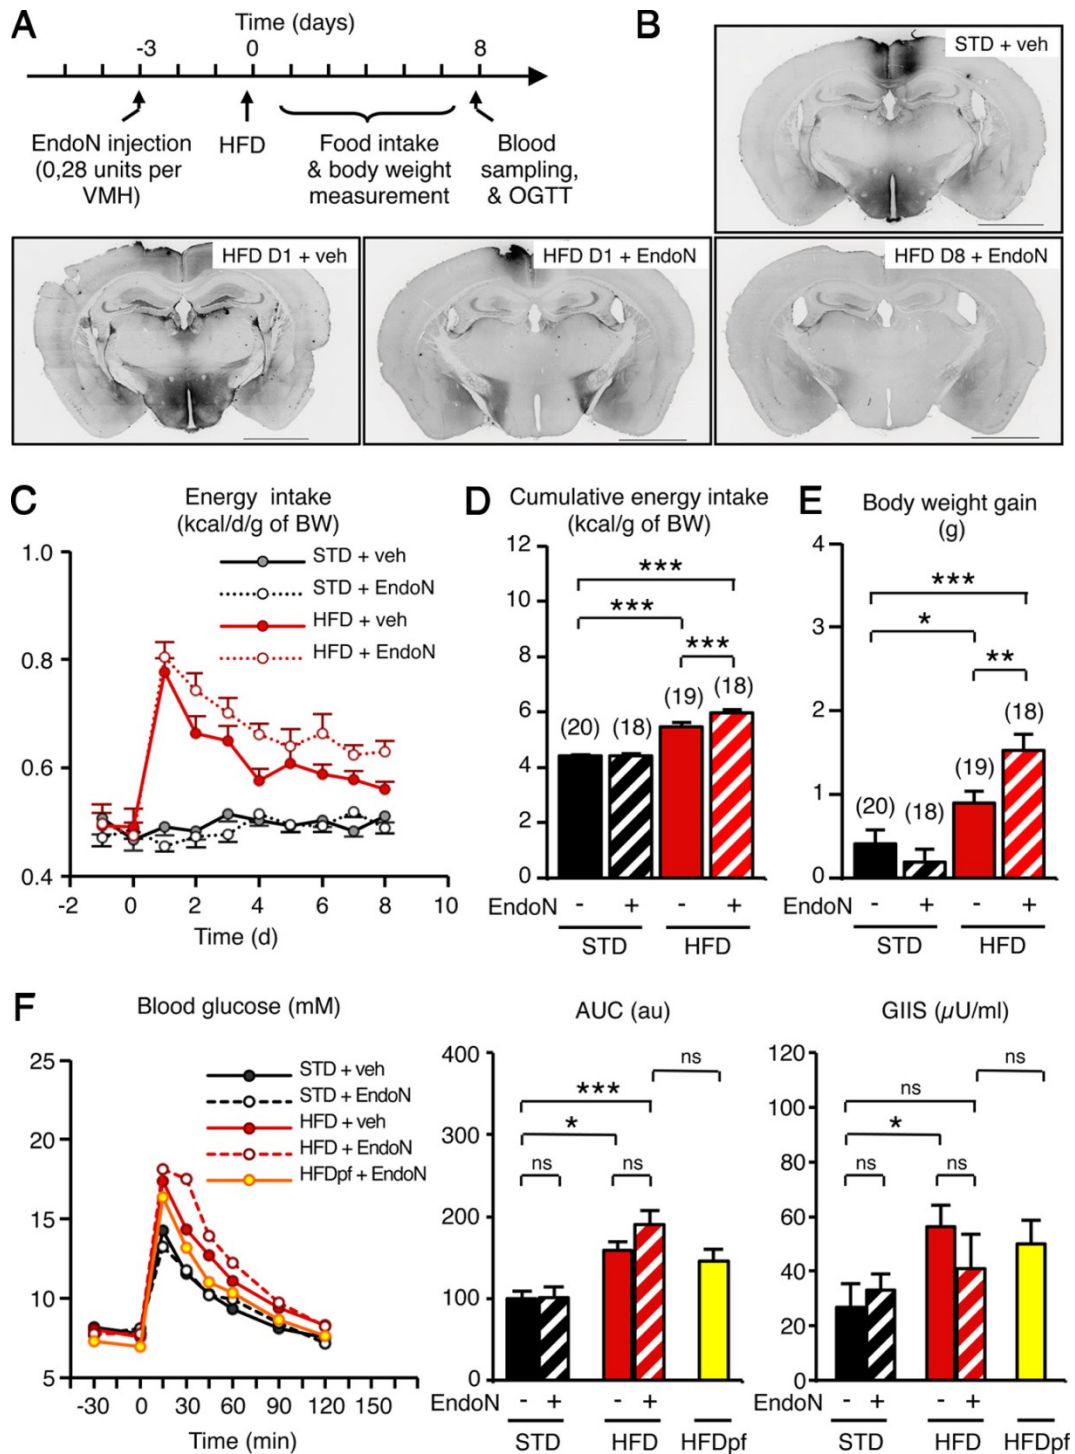 A
Time (days)
-3 0 8
EndoN injection
(0,28 units per
VMH)
HFD
Food intake
& body weight
measurement
Blood
sampling,
& OGTT
B
STD + veh
HFD D1 + veh
HFD D1 + EndoN
HFD D8 + EndoN
C
Energy intake
(kcal/d/g of BW)
STD + veh
STD + EndoN
HFD + veh
HFD + EndoN
1.0
0.8
0.6
0.4
-2 0 2 4 6 8 10
Time (d)
D
Cumulative energy intake
(kcal/g of BW)
12
10
8
6
4
2
0
***
***
***
(20) (18) (19) (18)
EndoN - + - +
STD HFD
E
Body weight gain
(g)
4
3
2
1
0
***
*
**
(20) (18) (19) (18)
EndoN - + - +
STD HFD
F
Blood glucose (mM)
STD + veh
STD + EndoN
HFD + veh
HFD + EndoN
HFDpf + EndoN
25
20
15
10
5
-30 0 30 60 90 120 150
Time (min)
AUC (au)
400
300
200
100
0
ns
***
*
ns ns
EndoN - + - +
STD HFD HFDpf
GIIS (µU/ml)
120
100
80
60
40
20
0
ns
ns
*
ns ns
EndoN - + - + +
STD HFD HFDpf